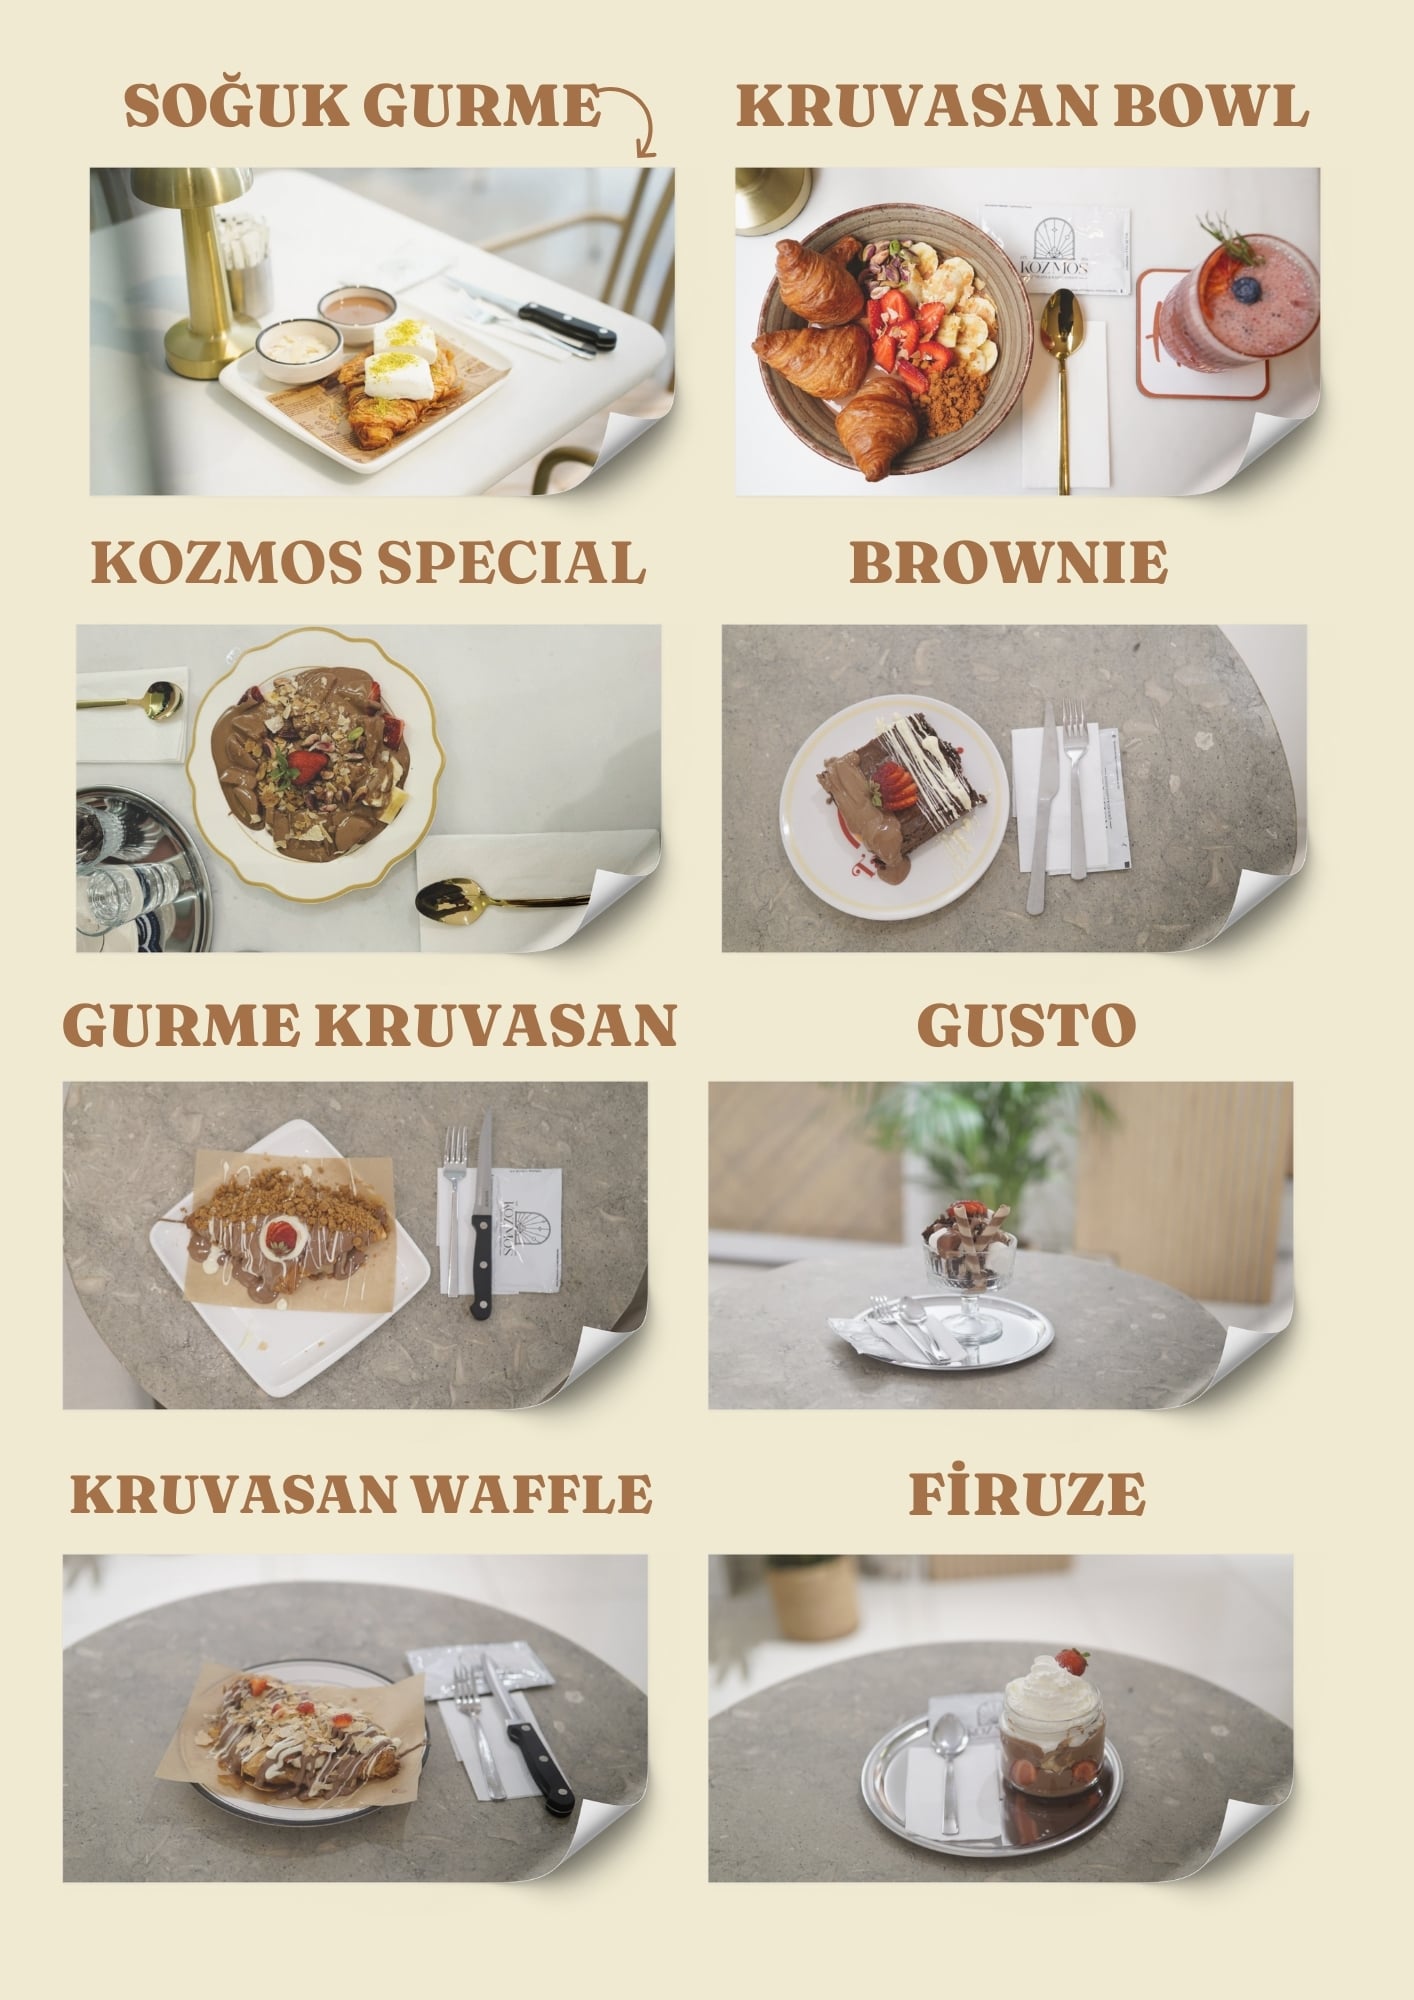 SOĞUK GURME
KRUVASAN BOWL
KOZMOS
KOZMOS SPECIAL
BROWNIE
GURME KRUVASAN
GUSTO
KOZMOS
KRUVASAN WAFFLE
FİRUZE